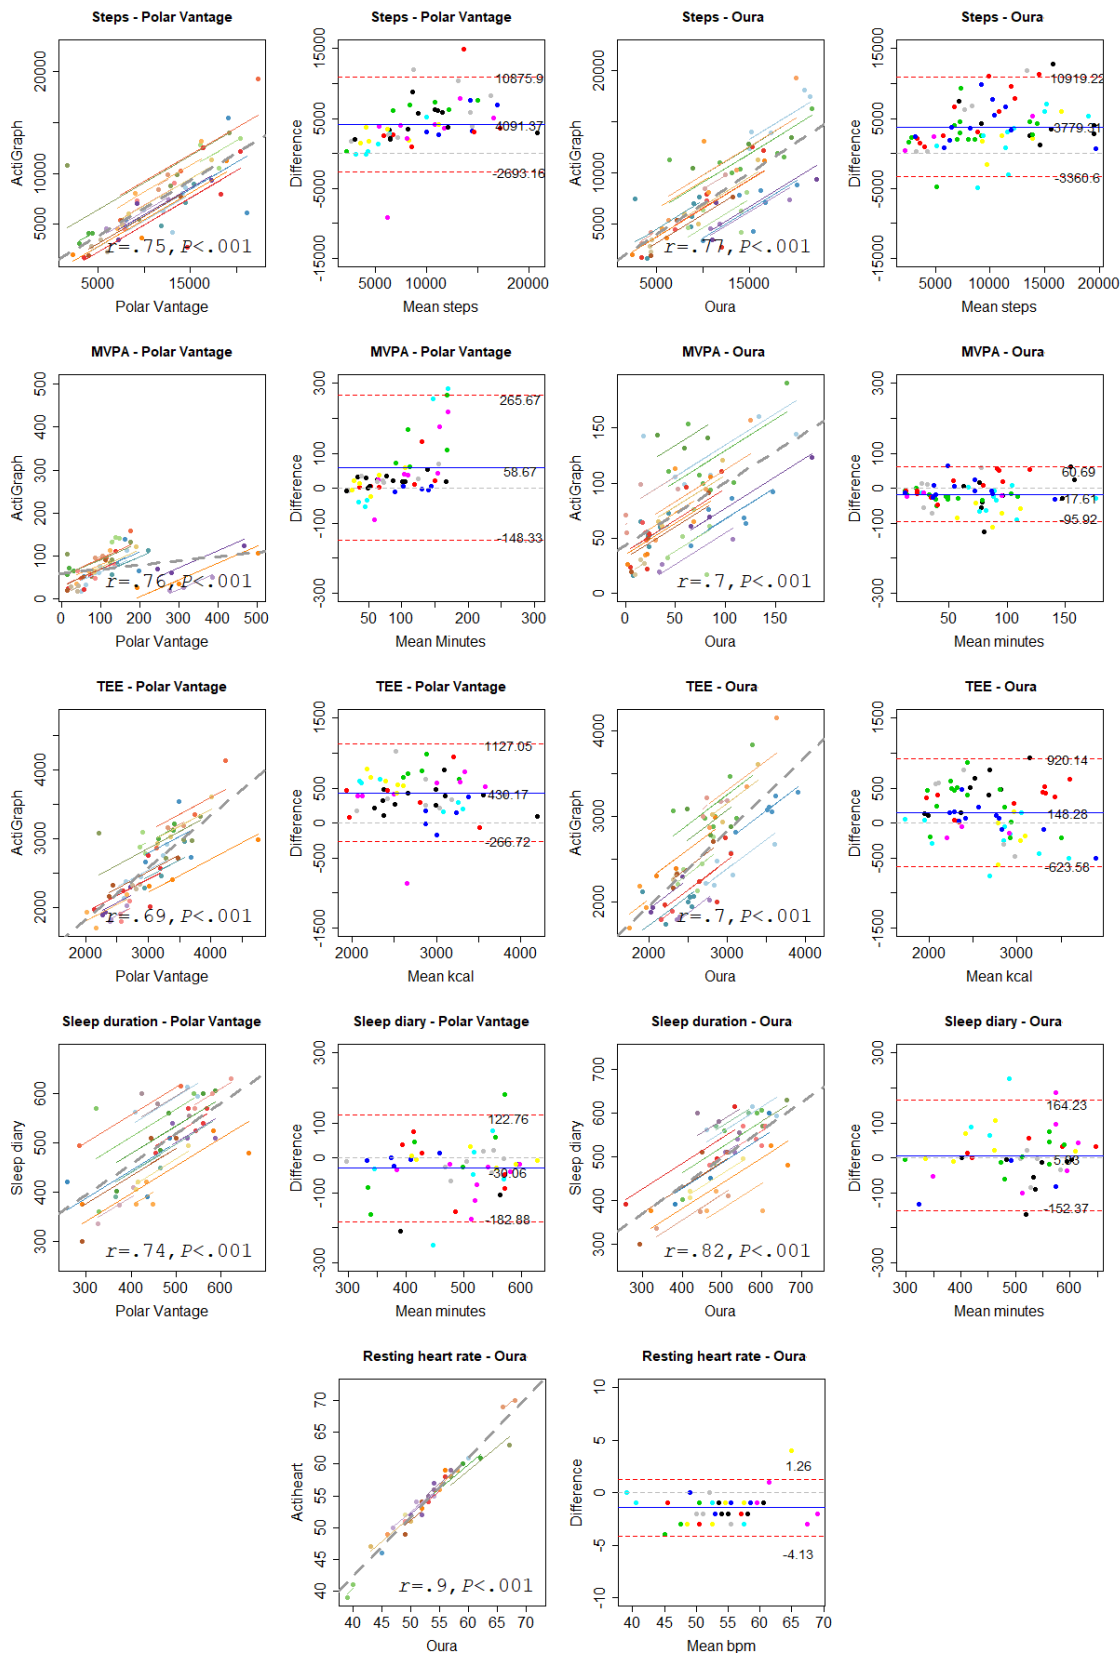 Steps - Polar Vantage
ActiGraph
5000 10000 15000 20000
5000 15000
r=.75, P<.001
Polar Vantage
Steps - Polar Vantage
Difference
-15000 -5000 5000 15000
10875.9
4091.37
-2693.16
5000 10000 20000
Mean steps
Steps - Oura
ActiGraph
5000 10000 20000
5000 15000
r=.77, P<.001
Oura
Steps - Oura
Difference
-15000 -5000 5000 15000
10919.22
3779.31
-3360.6
5000 10000 15000 20000
Mean steps
MVPA - Polar Vantage
ActiGraph
0 100 200 300 400 500
0 100 200 300 400 500
r=.76, P<.001
Polar Vantage
MVPA - Polar Vantage
Difference
-300 -100 0 100 300
265.67
58.67
-148.33
50 100 200 300
Mean Minutes
MVPA - Oura
ActiGraph
0 50 100 150
0 50 100 150
r=.7, P<.001
Oura
MVPA - Oura
Difference
-300 -100 0 100 300
60.69
-17.61
-95.92
50 100 150
Mean minutes
TEE - Polar Vantage
ActiGraph
2000 3000 4000
2000 3000 4000
r=.69, P<.001
Polar Vantage
TEE - Polar Vantage
Difference
-1500 -500 0 500 1500
1127.05
430.17
-266.72
2000 3000 4000
Mean kcal
TEE - Oura
ActiGraph
2000 3000 4000
2000 3000 4000
r=.7, P<.001
Oura
TEE - Oura
Difference
-1500 -500 0 500 1500
920.14
148.28
-623.58
2000 3000
Mean kcal
Sleep duration - Polar Vantage
Sleep diary
300 400 500 600
300 400 500 600
r=.74, P<.001
Polar Vantage
Sleep diary - Polar Vantage
Difference
-300 -100 0 100 300
122.76
-30.06
-182.88
300 400 500 600
Mean minutes
Sleep duration - Oura
Sleep diary
300 400 500 600 700
300 400 500 600 700
r=.82, P<.001
Oura
Sleep diary - Oura
Difference
-300 -100 0 100 300
164.23
-152.37
300 400 500 600
Mean minutes
Resting heart rate - Oura
Actiheart
40 45 50 55 60 70
40 45 50 55 60 65 70
r=.9, P<.001
Oura
Resting heart rate - Oura
Difference
-10 -5 0 5 10
1.26
-4.13
40 45 50 55 60 65 70
Mean bpm